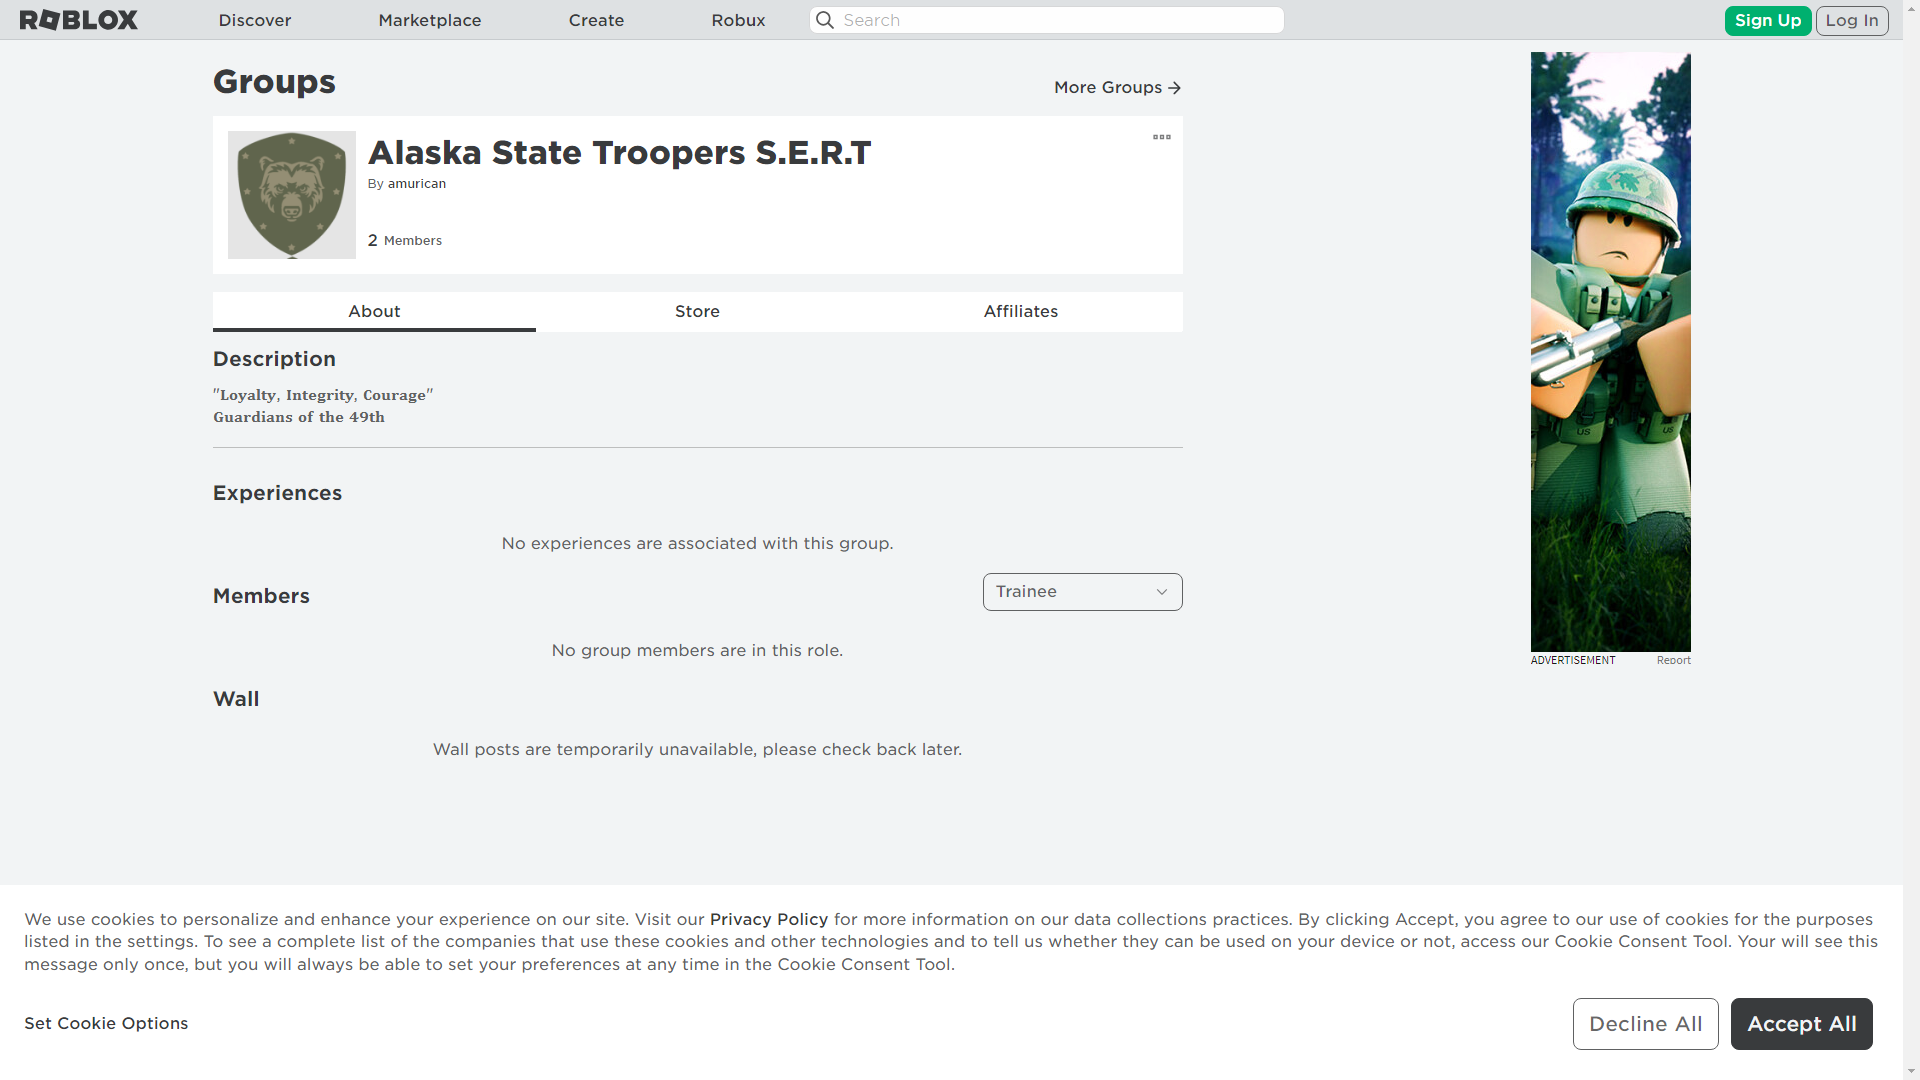 ROBLOX
Discover
Marketplace
Create
Robux
Search
Sign Up
Log In
Groups
More Groups
Alaska State Troopers S.E.R.T
By amurican
2 Members
About
Store
Affiliates
Description
"Loyalty, Integrity, Courage"
Guardians of the 49th
Experiences
No experiences are associated with this group.
Members
Trainee
No group members are in this role.
Wall
Wall posts are temporarily unavailable, please check back later.
US
US
ADVERTISEMENT
Report
We use cookies to personalize and enhance your experience on our site. Visit our Privacy Policy for more information on our data collections practices. By clicking Accept, you agree to our use of cookies for the purposes
listed in the settings. To see a complete list of the companies that use these cookies and other technologies and to tell us whether they can be used on your device or not, access our Cookie Consent Tool. Your will see this
message only once, but you will always be able to set your preferences at any time in the Cookie Consent Tool.
Set Cookie Options
Decline All
Accept All